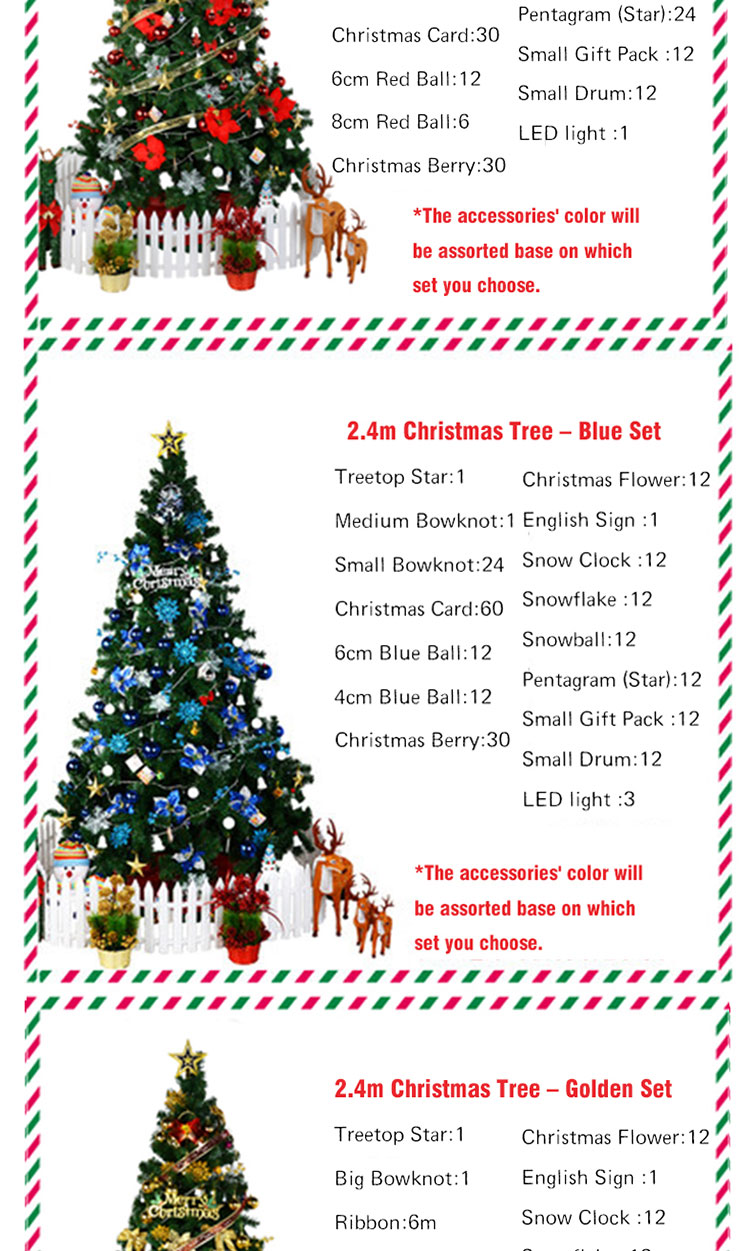 Christmas Card:30
6cm Red Ball:12
8cm Red Ball:6
Christmas Berry:30
Pentagram (Star):24
Small Gift Pack :12
Small Drum:12
LED light :1
*The accessories' color will
be assorted base on which
set you choose.
2.4m Christmas Tree – Blue Set
Merry
Christmas
Treetop Star:1
Medium Bowknot:1
Small Bowknot:24
Christmas Card:60
6cm Blue Ball:12
4cm Blue Ball:12
Christmas Berry:30
Christmas Flower:12
English Sign :1
Snow Clock :12
Snowflake :12
Snowball:12
Pentagram (Star):12
Small Gift Pack :12
Small Drum:12
LED light :3
*The accessories' color will
be assorted base on which
set you choose.
2.4m Christmas Tree – Golden Set
Merry
Christmas
Treetop Star:1
Big Bowknot:1
Ribbon:6m
Christmas Flower:12
English Sign :1
Snow Clock :12